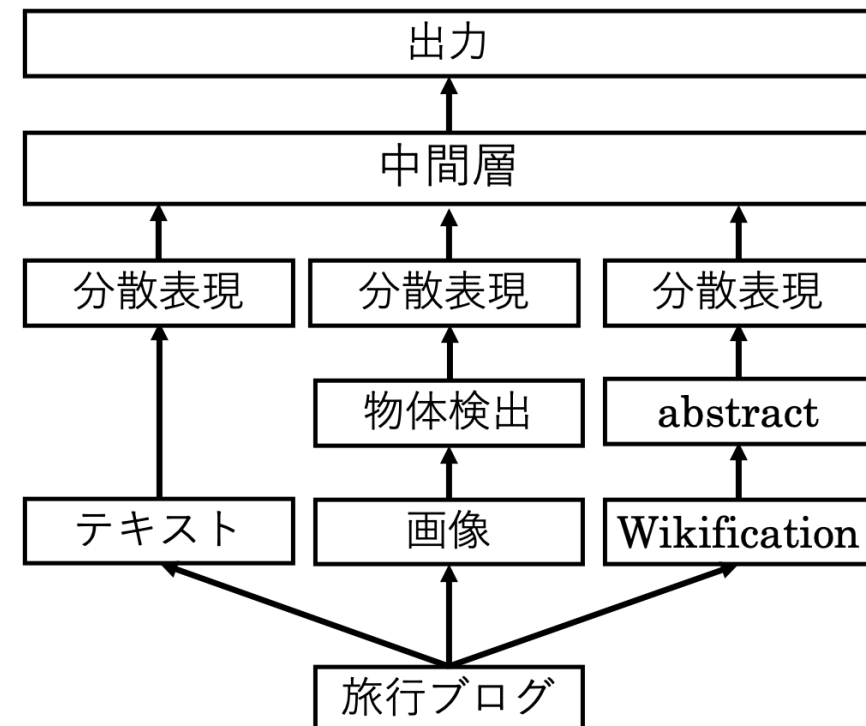 出力
中間層
分散表現
分散表現
分散表現
物体検出
abstract
テキスト
画像
Wikification
旅行ブログ